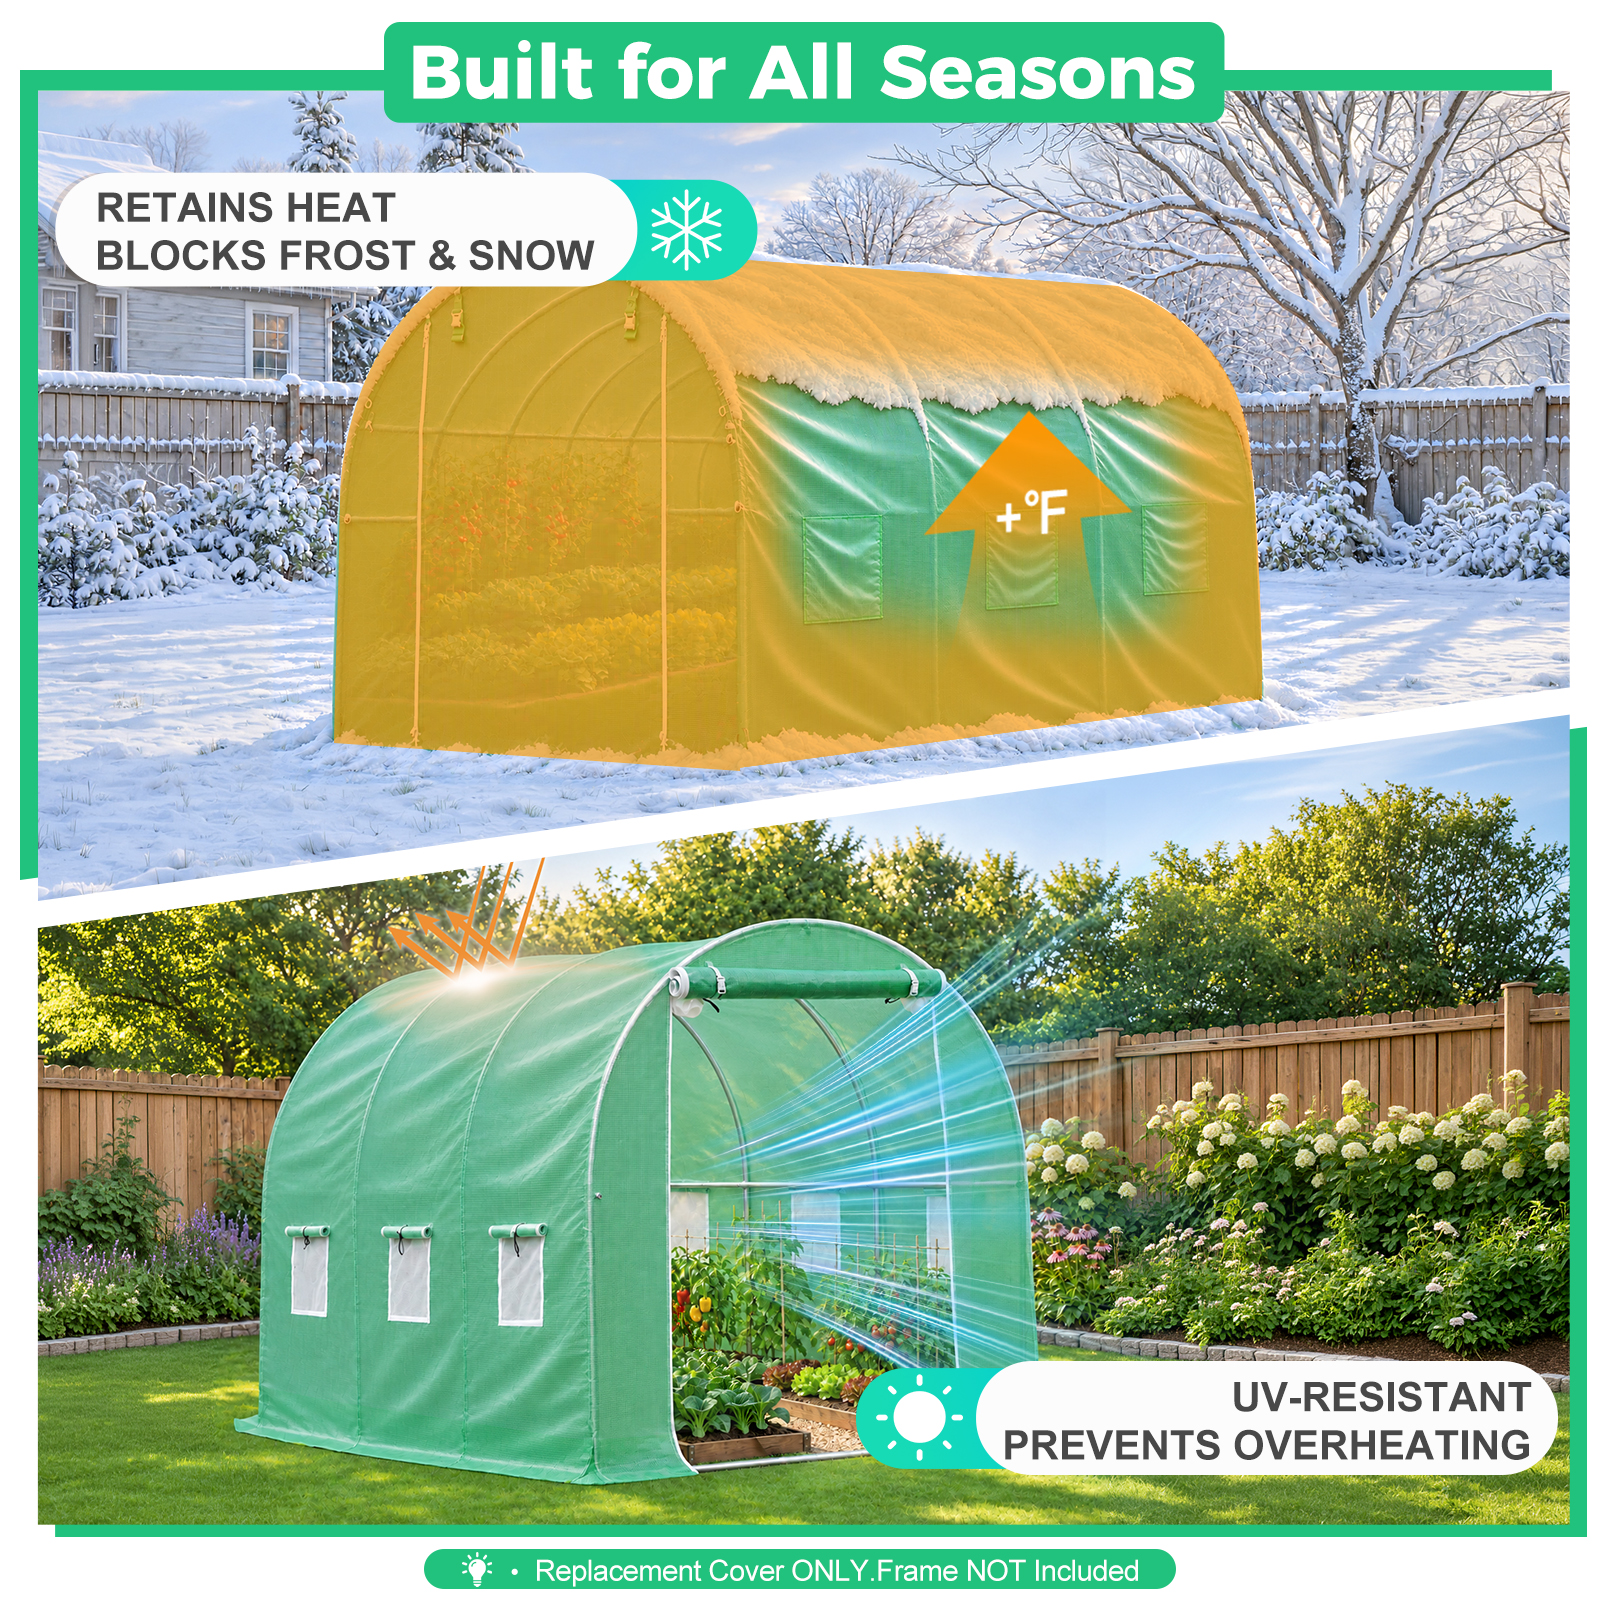 Built for All Seasons
RETAINS HEAT
BLOCKS FROST & SNOW
+°F
UV-RESISTANT
PREVENTS OVERHEATING
• Replacement Cover ONLY.Frame NOT Included